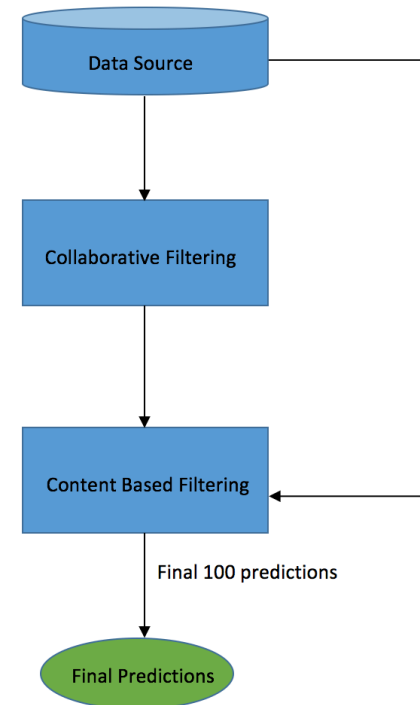 Data Source
Collaborative Filtering
Content Based Filtering
Final 100 predictions
Final Predictions